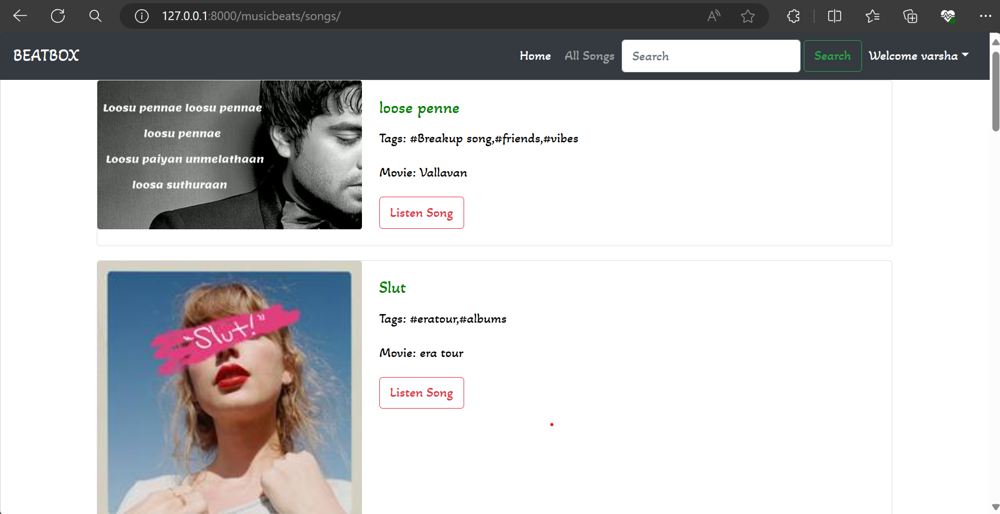 127.0.0.1:8000/musicbeats/songs/
BEATBOX
Home
All Songs
Search
Search
Welcome varsha
Loosu pennae loosu pennae
loosu pennae
Loosu paiyan unmelathaan
loosa suthuraan
loose penne
Tags: #Breakup song,#friends,#vibes
Movie: Vallavan
Listen Song
"Slut!"
Slut
Tags: #eratour,#albums
Movie: era tour
Listen Song